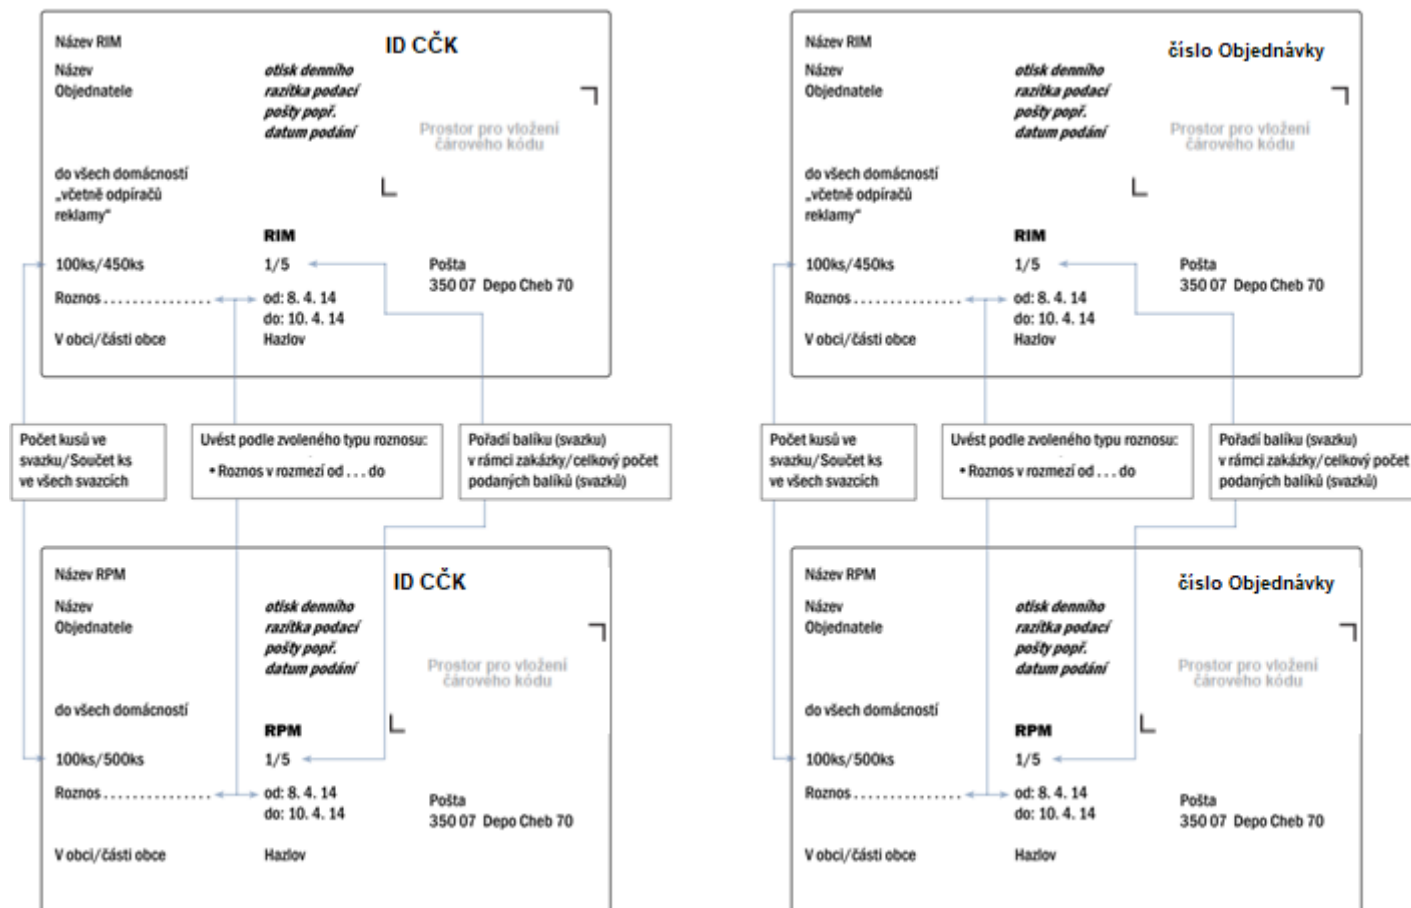 Název RIM
ID CČK
Název
Objednatele
otisk denního
razítka podací
pošty popř.
datum podání
Prostor pro vložení
čárového kódu
do všech domácností
„včetně odpíračů
reklamy“
RIM
100ks/450ks
1/5
Pošta
350 07 Depo Cheb 70
Roznos . . . . . . . . . . . . . . .
od: 8. 4. 14
do: 10. 4. 14
V obci/části obce
Hazlov
Název RIM
číslo Objednávky
Název
Objednatele
otisk denního
razítka podací
pošty popř.
datum podání
Prostor pro vložení
čárového kódu
do všech domácností
„včetně odpíračů
reklamy“
RIM
100ks/450ks
1/5
Pošta
350 07 Depo Cheb 70
Roznos . . . . . . . . . . . . . . .
od: 8. 4. 14
do: 10. 4. 14
V obci/části obce
Hazlov
Počet kusů ve
svazku/Součet ks
ve všech svazcích
Uvést podle zvoleného typu roznosu:
• Roznos v rozmezí od . . . do
Pořadí balíku (svazku)
v rámci zakázky/celkový počet
podaných balíků (svazků)
Počet kusů ve
svazku/Součet ks
ve všech svazcích
Uvést podle zvoleného typu roznosu:
• Roznos v rozmezí od . . . do
Pořadí balíku (svazku)
v rámci zakázky/celkový počet
podaných balíků (svazků)
Název RPM
ID CČK
Název
Objednatele
otisk denního
razítka podací
pošty popř.
datum podání
Prostor pro vložení
čárového kódu
do všech domácností
RPM
100ks/500ks
1/5
Roznos . . . . . . . . . . . . . . .
od: 8. 4. 14
do: 10. 4. 14
Pošta
350 07 Depo Cheb 70
V obci/části obce
Hazlov
Název RPM
číslo Objednávky
Název
Objednatele
otisk denního
razítka podací
pošty popř.
datum podání
Prostor pro vložení
čárového kódu
do všech domácností
RPM
100ks/500ks
1/5
Roznos . . . . . . . . . . . . . . .
od: 8. 4. 14
do: 10. 4. 14
Pošta
350 07 Depo Cheb 70
V obci/části obce
Hazlov